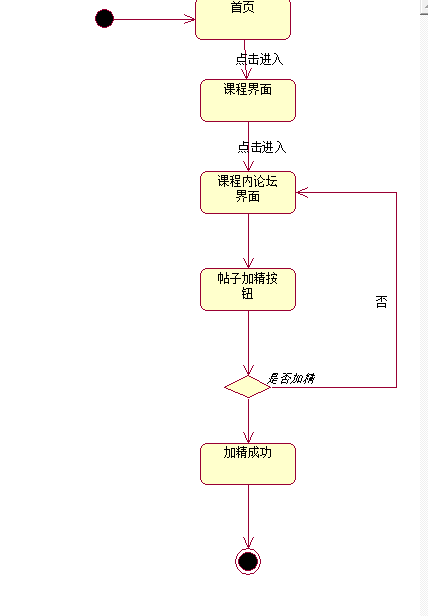 首页
点击进入
课程界面
点击进入
课程内论坛
界面
帖子加精按
钮
否
是否加精
加精成功